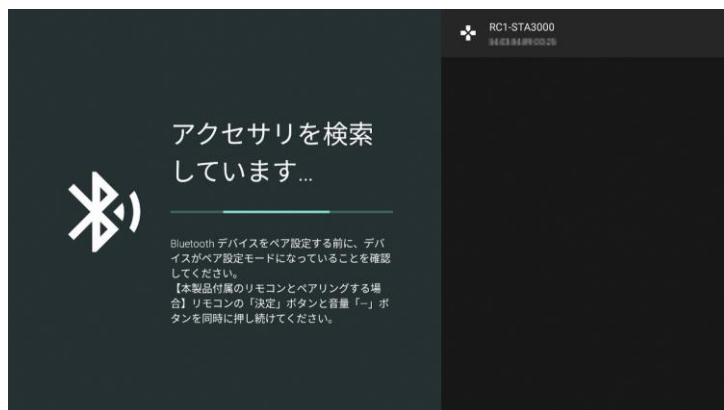 アクセサリを検索
しています...
Bluetooth デバイスをペア設定する前に、デバ
イスがペア設定モードになっていることを確認
してください。
【本製品付属のリモコンとペアリングする場
合】リモコンの「決定」ボタンと音量「−」ボ
タンを同時に押し続けてください。
RC1-STA3000